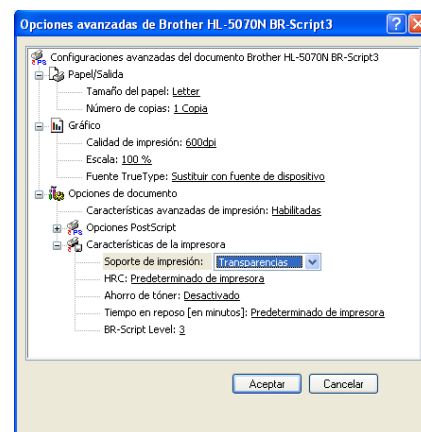 Opciones avanzadas de Brother HL-5070N BR-Script3
Configuraciones avanzadas del documento Brother HL-5070N BR-Script3
Papel/Salida
Tamaño del papel: Letter
Número de copias: 1 Copia
Gráfico
Calidad de impresión: 600dpi
Escala: 100 %
Fuente TrueType: Sustituir con fuente de dispositivo
Opciones de documento
Características avanzadas de impresión: Habilitadas
Opciones PostScript
Características de la impresora
Soporte de impresión: Transparencias
HRC: Predeterminado de impresora
Ahorro de tóner: Desactivado
Tiempo en reposo [en minutos]: Predeterminado de impresora
BR-Script Level: 3
Aceptar Cancelar